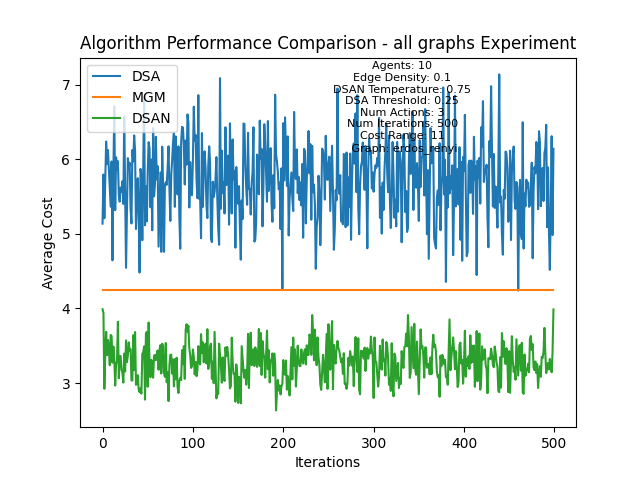 Algorithm Performance Comparison - all graphs Experiment
DSA
MGM
DSAN
Agents: 10
Edge Density: 0.1
DSAN Temperature: 0.75
DSA Threshold: 0.25
Num Actions: 3
Num Iterations: 500
Cost Range: 11
Graph: erdos_renyi
Average Cost
7
6
5
4
3
0
100
200
300
400
500
Iterations